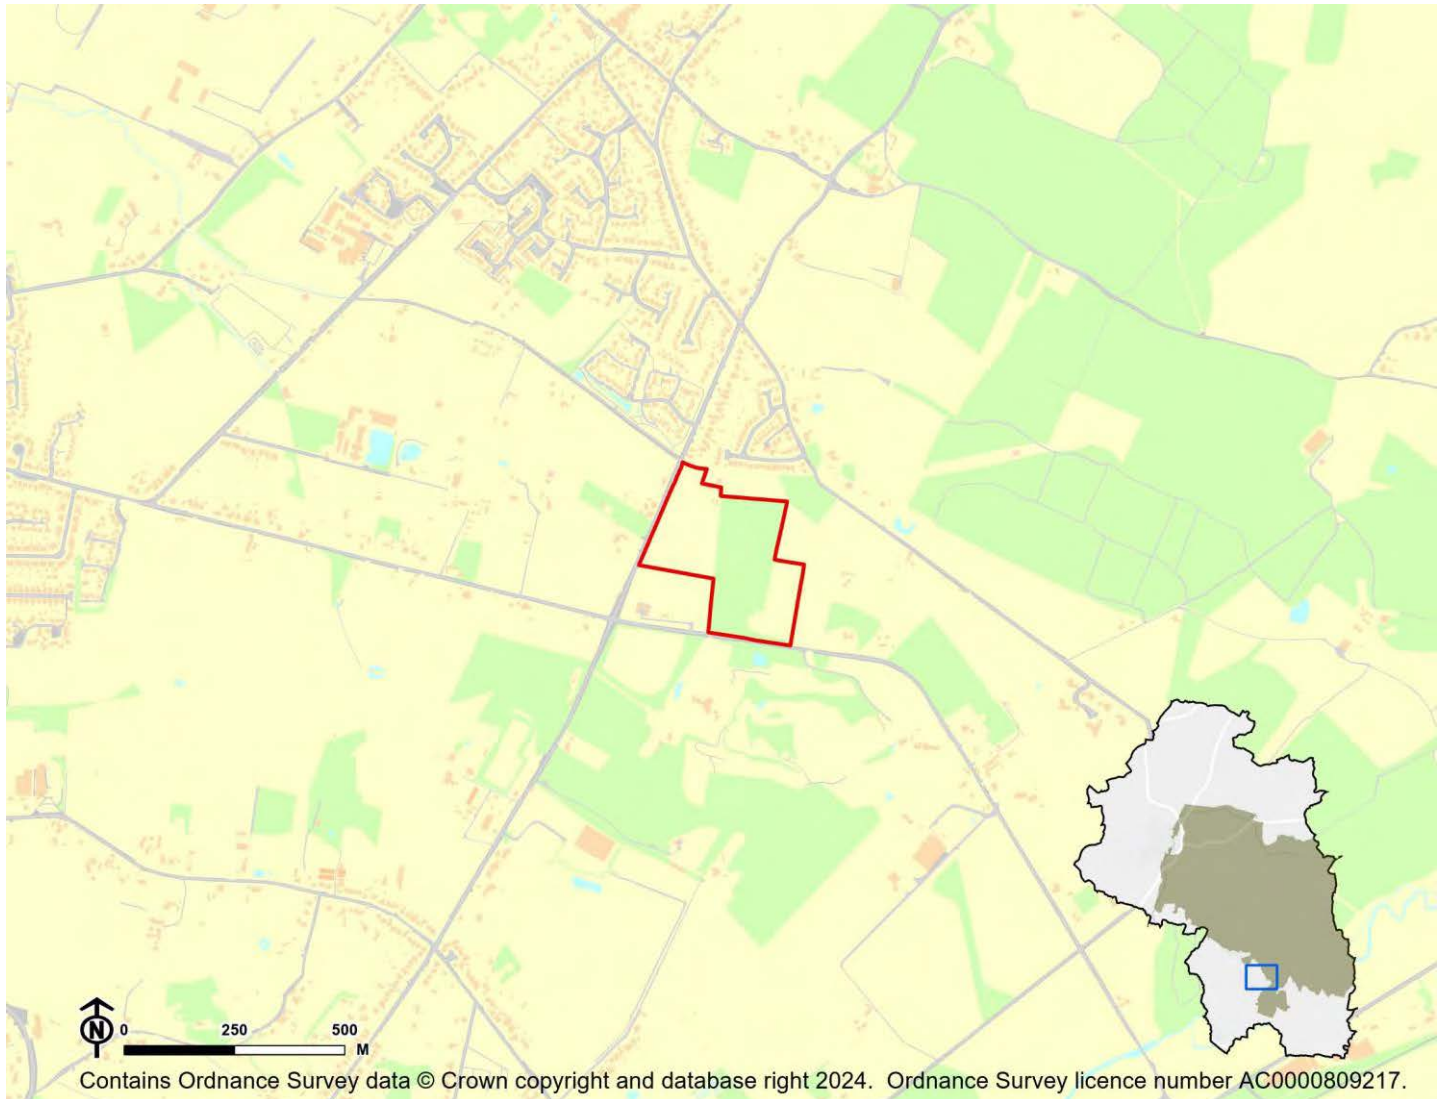 N
0 250 500
M
Contains Ordnance Survey data © Crown copyright and database right 2024. Ordnance Survey licence number AC0000809217.